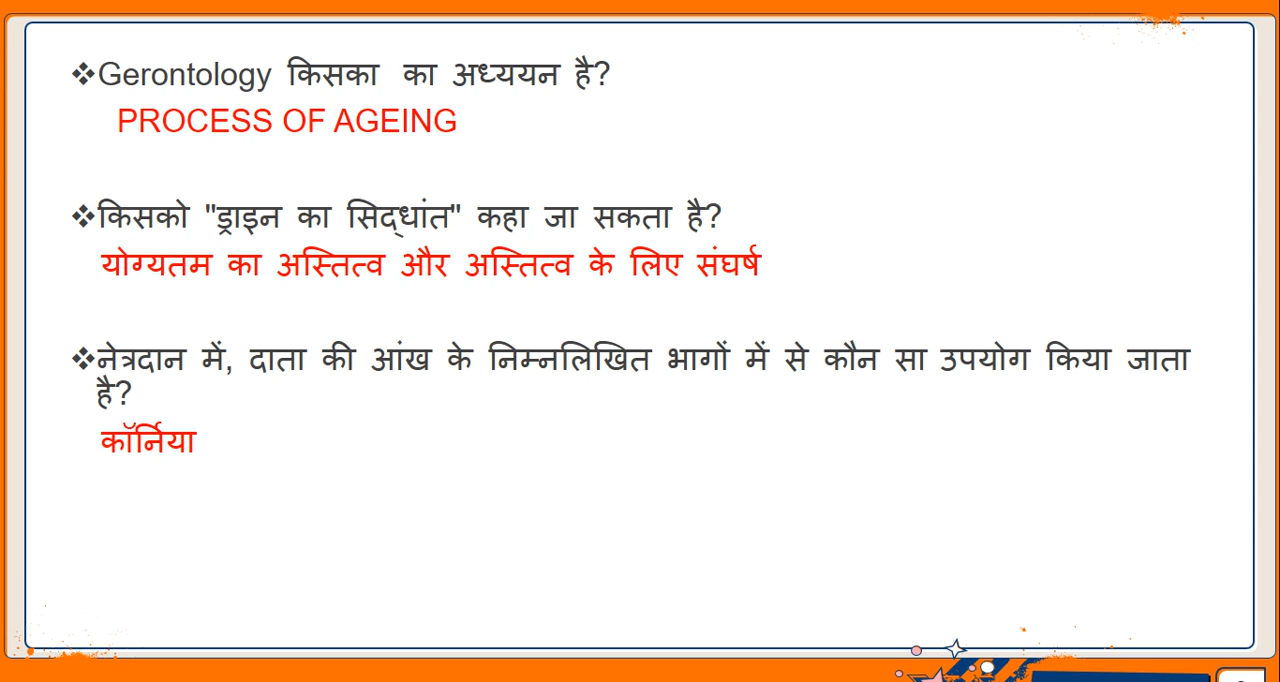 ❖Gerontology किसका का अध्ययन है?
PROCESS OF AGEING
❖किसको "ड्राइन का सिद्धांत" कहा जा सकता है?
योग्यतम का अस्तित्व और अस्तित्व के लिए संघर्ष
❖नेत्रदान में, दाता की आंख के निम्नलिखित भागों में से कौन सा उपयोग किया जाता
है?
कॉर्निया